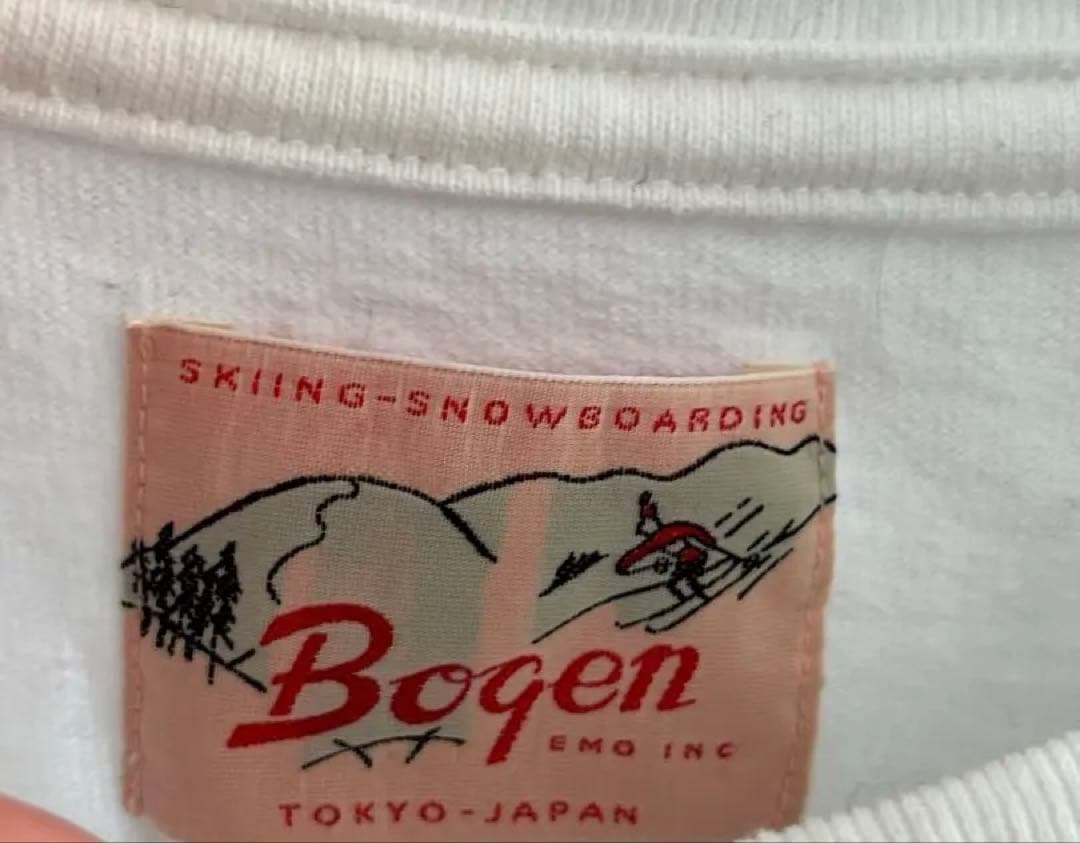 SKIING-SNOWBOARDING
Bogen
EMO INC
TOKYO-JAPAN